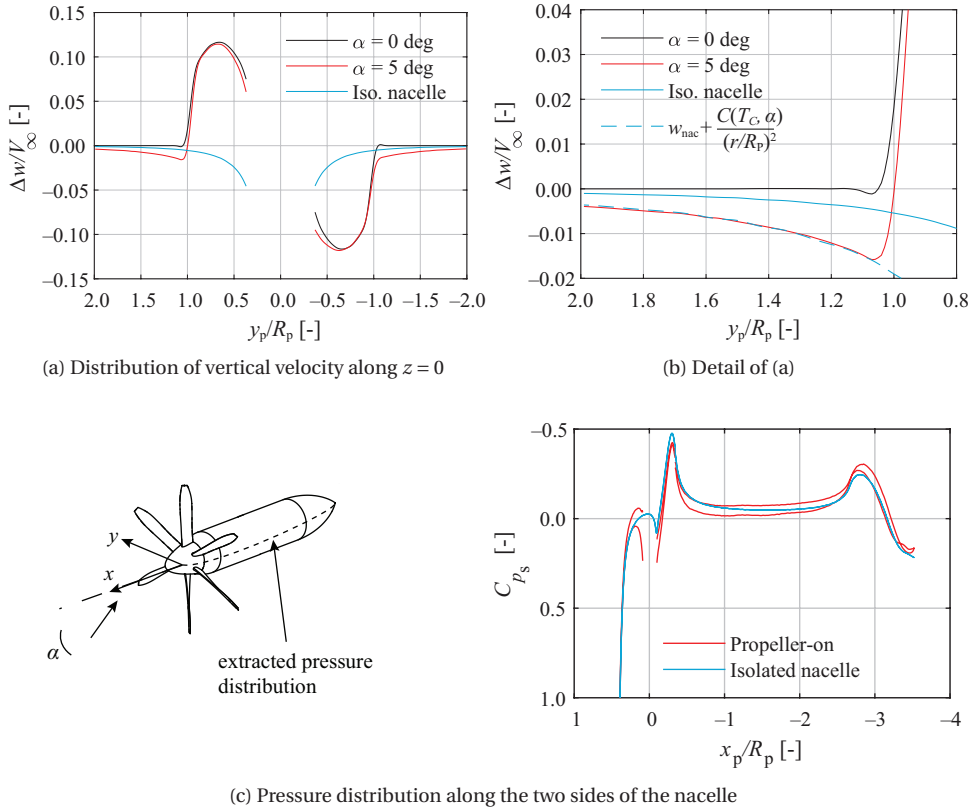 0.15
0.10
0.05
0.00
−0.05
−0.10
0.15
Δw/V∞
α = 0 deg
α = 5 deg
Iso. nacelle
2.0 1.5 1.0 0.5 0.0 −0.5 −1.0 −1.5 −2.0
yp/Rp [-]
(a) Distribution of vertical velocity along z = 0
0.04
0.03
0.02
0.01
0.00
−0.01
−0.02
Δw/V∞
α = 0 deg
α = 5 deg
Iso. nacelle
wnac + C(TC, α)
(r/RP)²
2.0 1.8 1.6 1.4 1.2 1.0 0.8
yp/Rp [-]
(b) Detail of (a)
y
x
α
extracted pressure
distribution
−0.5
0.0
0.5
1.0
Cps [-]
Propeller-on
Isolated nacelle
1 0 −1 −2 −3 −4
xp/Rp [-]
(c) Pressure distribution along the two sides of the nacelle